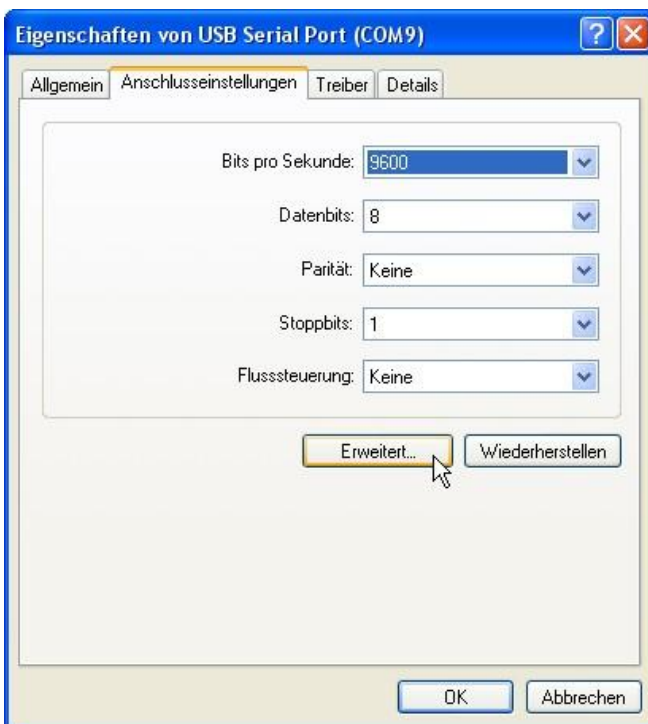 Eigenschaften von USB Serial Port (COM9)
Allgemein Anschlusseinstellungen Treiber Details
Bits pro Sekunde: 9600
Datenbits: 8
Parität: Keine
Stoppbits: 1
Flusssteuerung: Keine
Erweitert... Wiederherstellen
OK Abbrechen